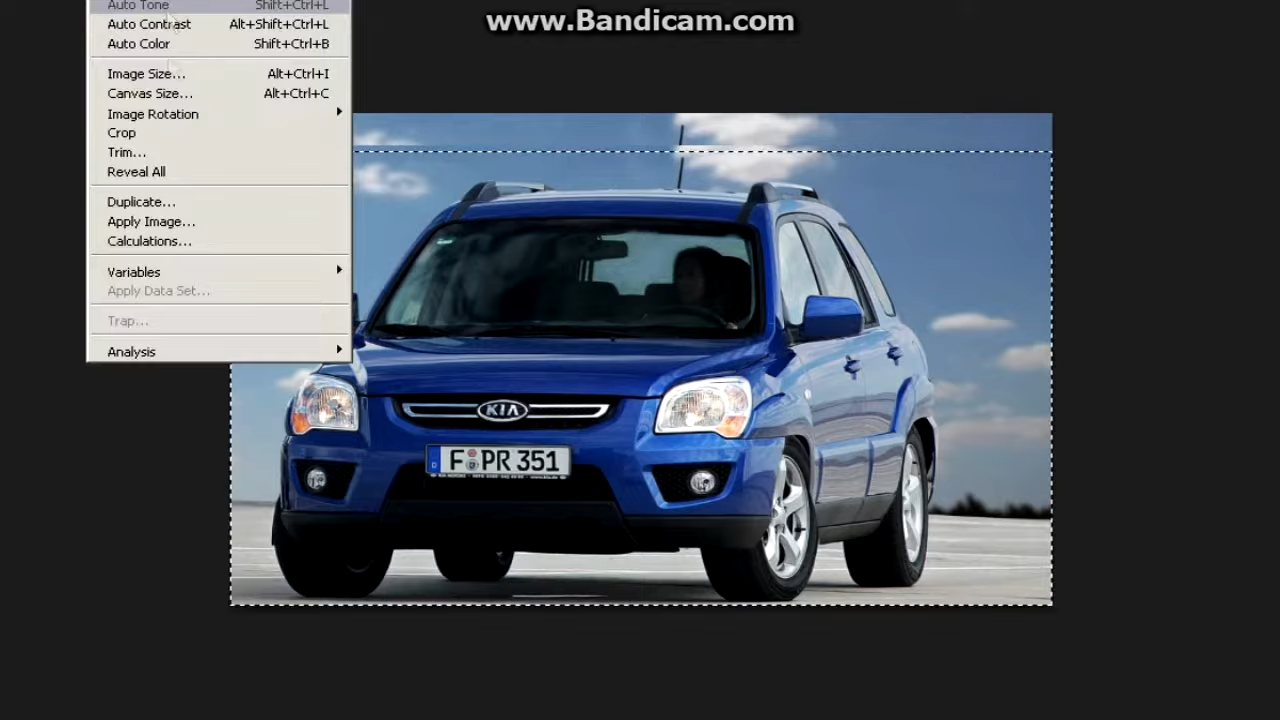 www.Bandicam.com
Auto Tone Shift+Ctrl+L
Auto Contrast Alt+Shift+Ctrl+L
Auto Color Shift+Ctrl+B
Image Size... Alt+Ctrl+I
Canvas Size... Alt+Ctrl+C
Image Rotation
Crop
Trim...
Reveal All
Duplicate...
Apply Image...
Calculations...
Variables
Apply Data Set...
Trap...
Analysis
KIA
D F PR 351